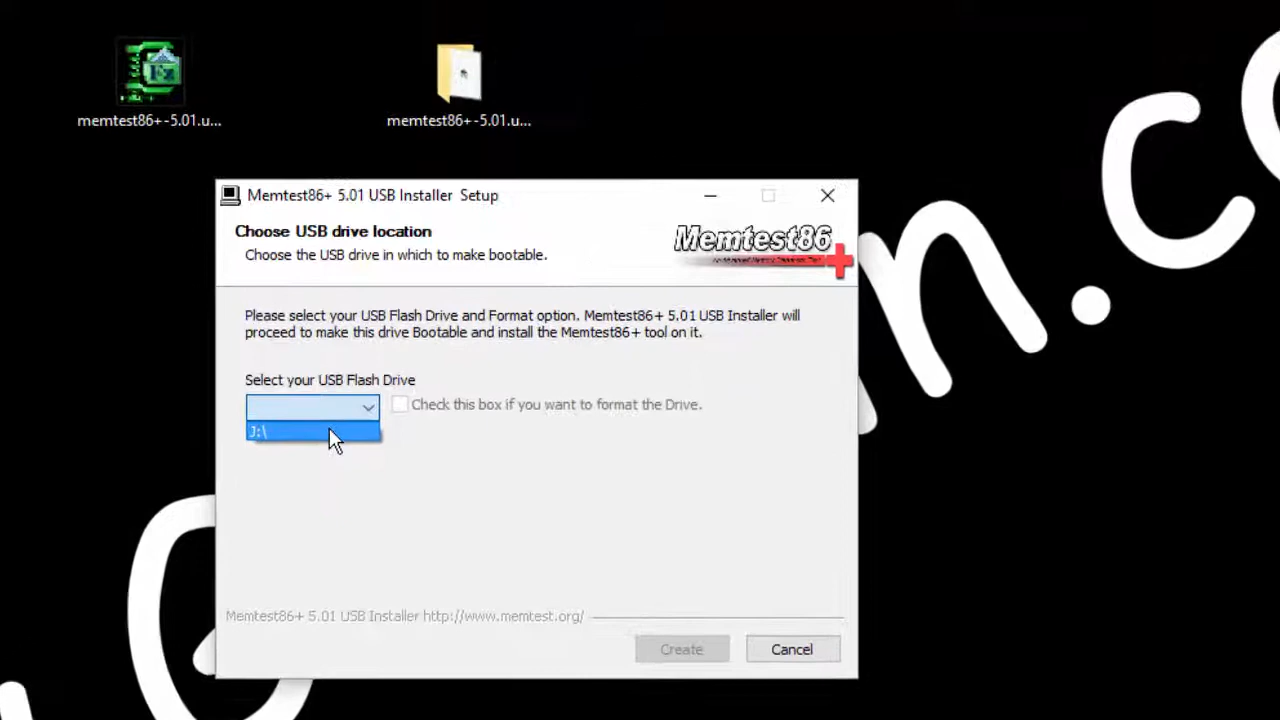 memtest86+-5.01.u...
memtest86+-5.01.u...
Memtest86+ 5.01 USB Installer Setup
Choose USB drive location
Choose the USB drive in which to make bootable.
Memtest86
Please select your USB Flash Drive and Format option. Memtest86+ 5.01 USB Installer will
proceed to make this drive Bootable and install the Memtest86+ tool on it.
Select your USB Flash Drive
Check this box if you want to format the Drive.
J:\
Memtest86+ 5.01 USB Installer http://www.memtest.org/
Create
Cancel